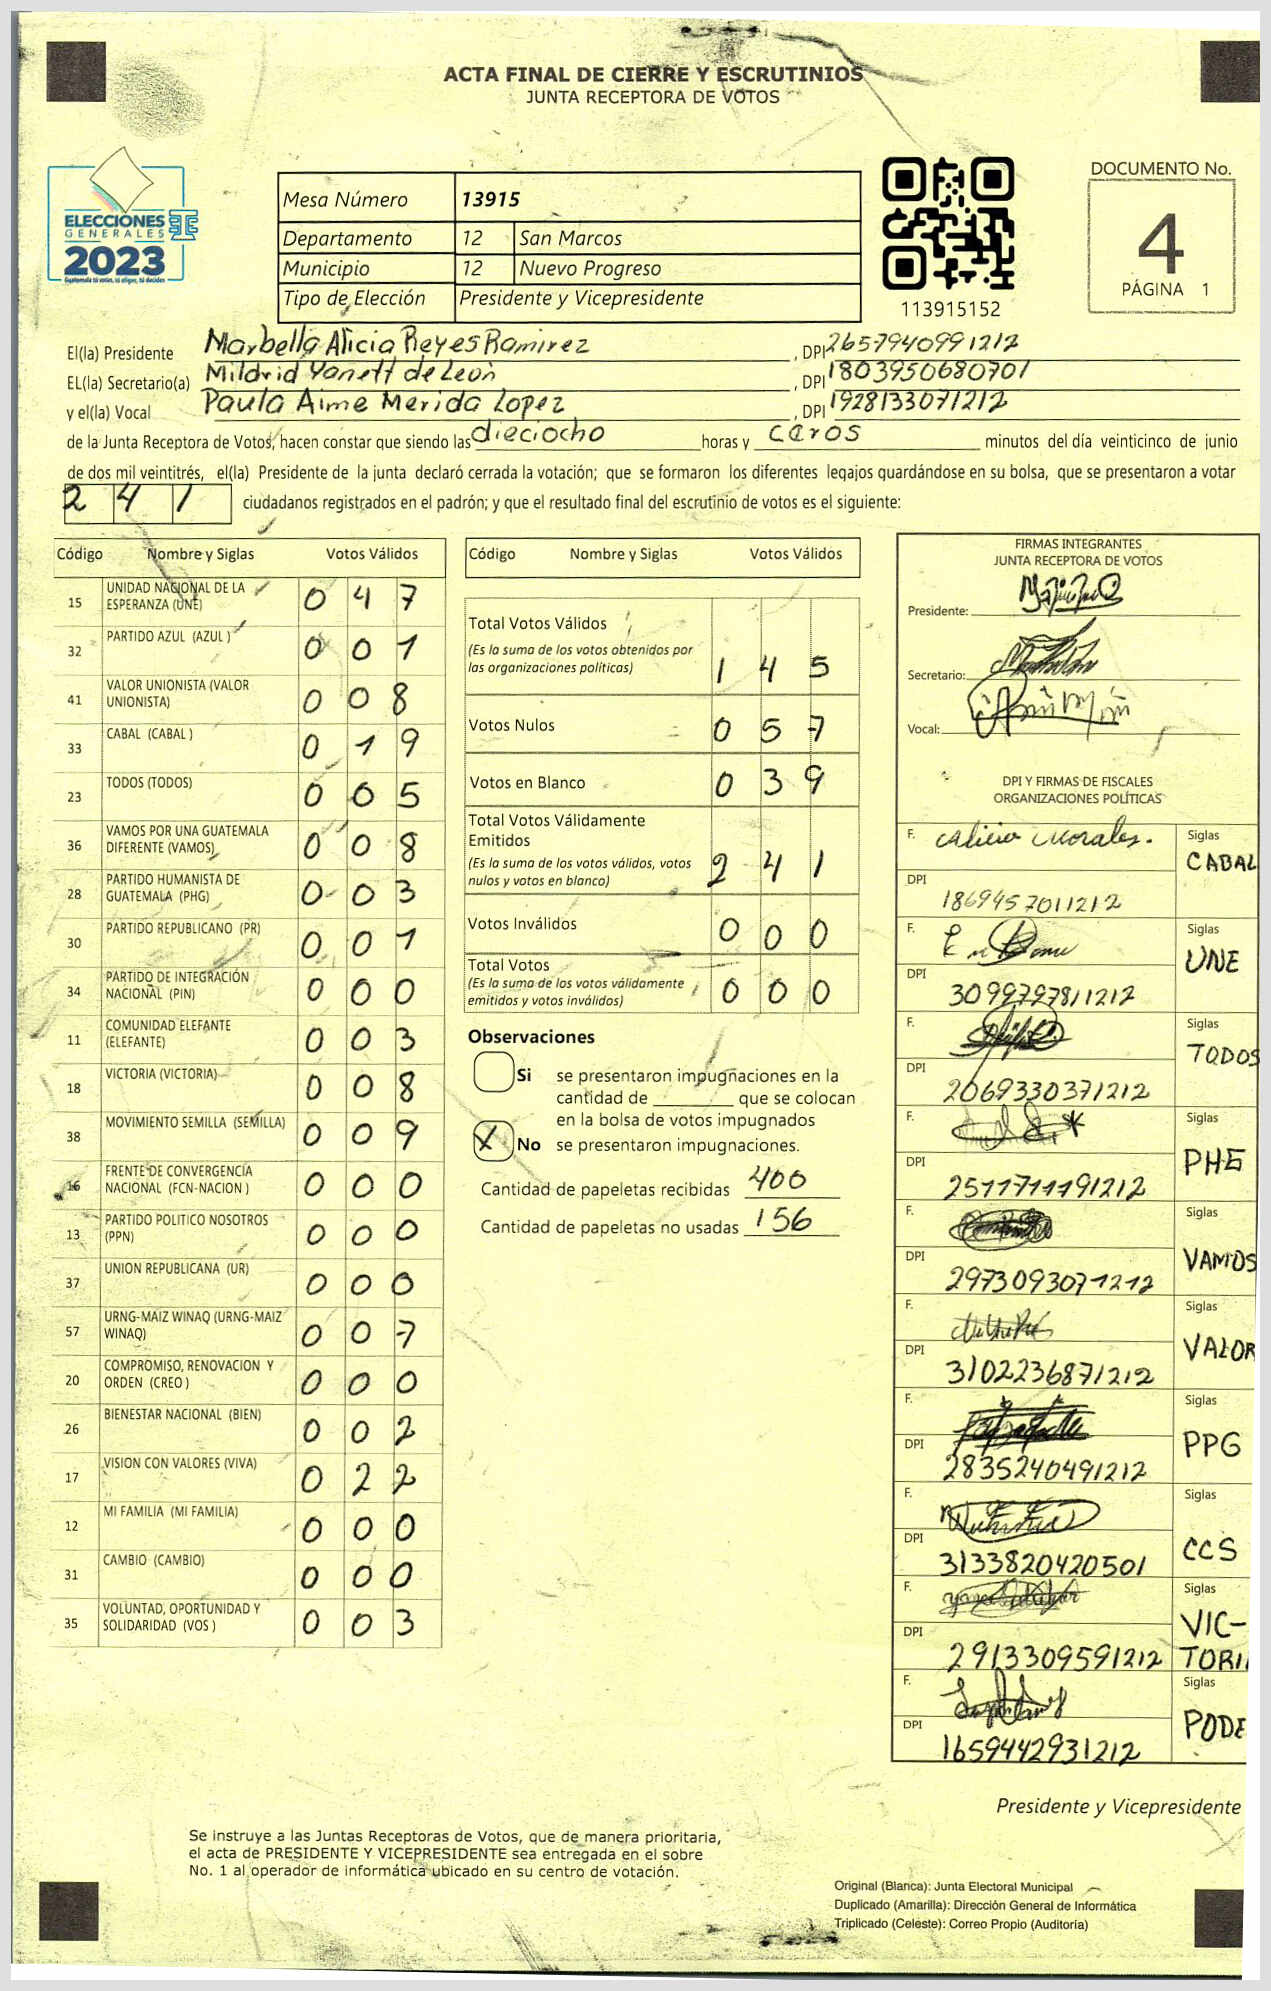 ACTA FINAL DE CIERRE Y ESCRUTINIOS
JUNTA RECEPTORA DE VOTOS
ELECCIONES
GENERALES
2023
Guatemala tú votas, tú eliges, tú decides
Mesa Número 13915
Departamento 12 San Marcos
Municipio 12 Nuevo Progreso
Tipo de Elección Presidente y Vicepresidente
113915152
DOCUMENTO No.
4
PÁGINA 1
El(la) Presidente Marbella Alicia Reyes Ramirez, DPI 2657940991212
EL(la) Secretario(a) Mildrid Yanett de León, DPI 1803950680701
y el(la) Vocal Paula Aime Merida Lopez, DPI 1928133071212
de la Junta Receptora de Votos, hacen constar que siendo las dieciocho horas y ceros minutos del día veinticinco de junio
de dos mil veintitrés, el(la) Presidente de la junta declaró cerrada la votación; que se formaron los diferentes legajos guardándose en su bolsa, que se presentaron a votar
241 ciudadanos registrados en el padrón; y que el resultado final del escrutinio de votos es el siguiente:
Código Nombre y Siglas Votos Válidos
15 UNIDAD NACIONAL DE LA ESPERANZA (UNE) 0 4 7
32 PARTIDO AZUL (AZUL ) 0 0 1
41 VALOR UNIONISTA (VALOR UNIONISTA) 0 0 8
33 CABAL (CABAL ) 0 1 9
23 TODOS (TODOS) 0 0 5
36 VAMOS POR UNA GUATEMALA DIFERENTE (VAMOS) 0 0 8
28 PARTIDO HUMANISTA DE GUATEMALA (PHG) 0 0 3
30 PARTIDO REPUBLICANO (PR) 0 0 1
34 PARTIDO DE INTEGRACIÓN NACIONAL (PIN) 0 0 0
11 COMUNIDAD ELEFANTE (ELEFANTE) 0 0 3
18 VICTORIA (VICTORIA) 0 0 8
38 MOVIMIENTO SEMILLA (SEMILLA) 0 0 9
16 FRENTE DE CONVERGENCIA NACIONAL (FCN-NACION ) 0 0 0
13 PARTIDO POLITICO NOSOTROS (PPN) 0 0 0
37 UNION REPUBLICANA (UR) 0 0 0
57 URNG-MAIZ WINAQ (URNG-MAIZ WINAQ) 0 0 7
20 COMPROMISO, RENOVACION Y ORDEN (CREO ) 0 0 0
26 BIENESTAR NACIONAL (BIEN) 0 0 2
17 VISION CON VALORES (VIVA) 0 2 2
12 MI FAMILIA (MI FAMILIA) 0 0 0
31 CAMBIO (CAMBIO) 0 0 0
35 VOLUNTAD, OPORTUNIDAD Y SOLIDARIDAD (VOS ) 0 0 3
Código Nombre y Siglas Votos Válidos
Total Votos Válidos
(Es la suma de los votos obtenidos por
las organizaciones políticas) 1 4 5
Votos Nulos 0 5 7
Votos en Blanco 0 3 9
Total Votos Válidamente
Emitidos
(Es la suma de los votos válidos, votos
nulos y votos en blanco) 2 4 1
Votos Inválidos 0 0 0
Total Votos
(Es la suma de los votos válidamente
emitidos y votos inválidos) 0 0 0
Observaciones
Si se presentaron impugnaciones en la
cantidad de ________ que se colocan
en la bolsa de votos impugnados
X No se presentaron impugnaciones.
Cantidad de papeletas recibidas 400
Cantidad de papeletas no usadas 156
FIRMAS INTEGRANTES
JUNTA RECEPTORA DE VOTOS
Presidente:
Secretario:
Vocal:
DPI Y FIRMAS DE FISCALES
ORGANIZACIONES POLÍTICAS
F. Siglas
CABAL
DPI 1869457011212
F. Siglas
UNE
DPI 3099797811212
F. Siglas
TODOS
DPI 2069330371212
F. Siglas
PHG
DPI 2511711191212
F. Siglas
VAMOS
DPI 2973093071212
F. Siglas
VALOR
DPI 3102236871212
F. Siglas
PPG
DPI 2835240491212
F. Siglas
CCS
DPI 3133820420501
F. Siglas
VIC-
DPI 2913309591212 TORI
F. Siglas
PODE
DPI 1659442931212
Presidente y Vicepresidente
Se instruye a las Juntas Receptoras de Votos, que de manera prioritaria,
el acta de PRESIDENTE Y VICEPRESIDENTE sea entregada en el sobre
No. 1 al operador de informática ubicado en su centro de votación.
Original (Blanca): Junta Electoral Municipal
Duplicado (Amarilla): Dirección General de Informática
Triplicado (Celeste): Correo Propio (Auditoría)